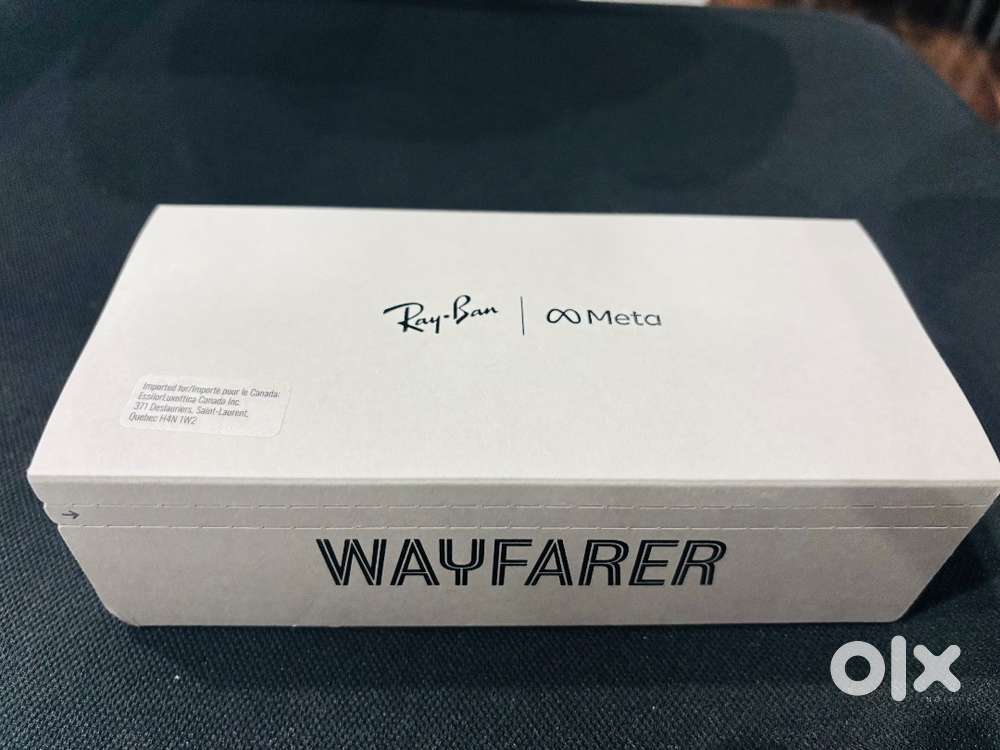 Ray-Ban | ∞ Meta
Imported for/Importé pour le Canada:
EssilorLuxottica Canada Inc.
371 Deslauriers, Saint-Laurent,
Quebec H4N 1W2
WAYFARER
olx